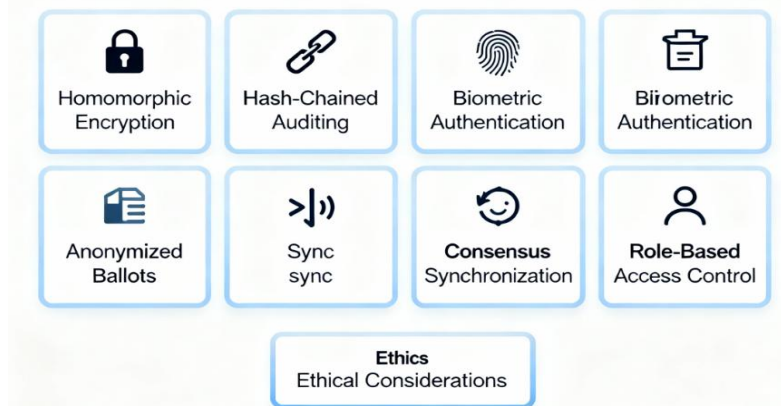 Homomorphic
Encryption
Hash-Chained
Auditing
Biometric
Authentication
Blirometric
Authentication
Anonymized
Ballots
Sync
sync
Consensus
Synchronization
Role-Based
Access Control
Ethics
Ethical Considerations